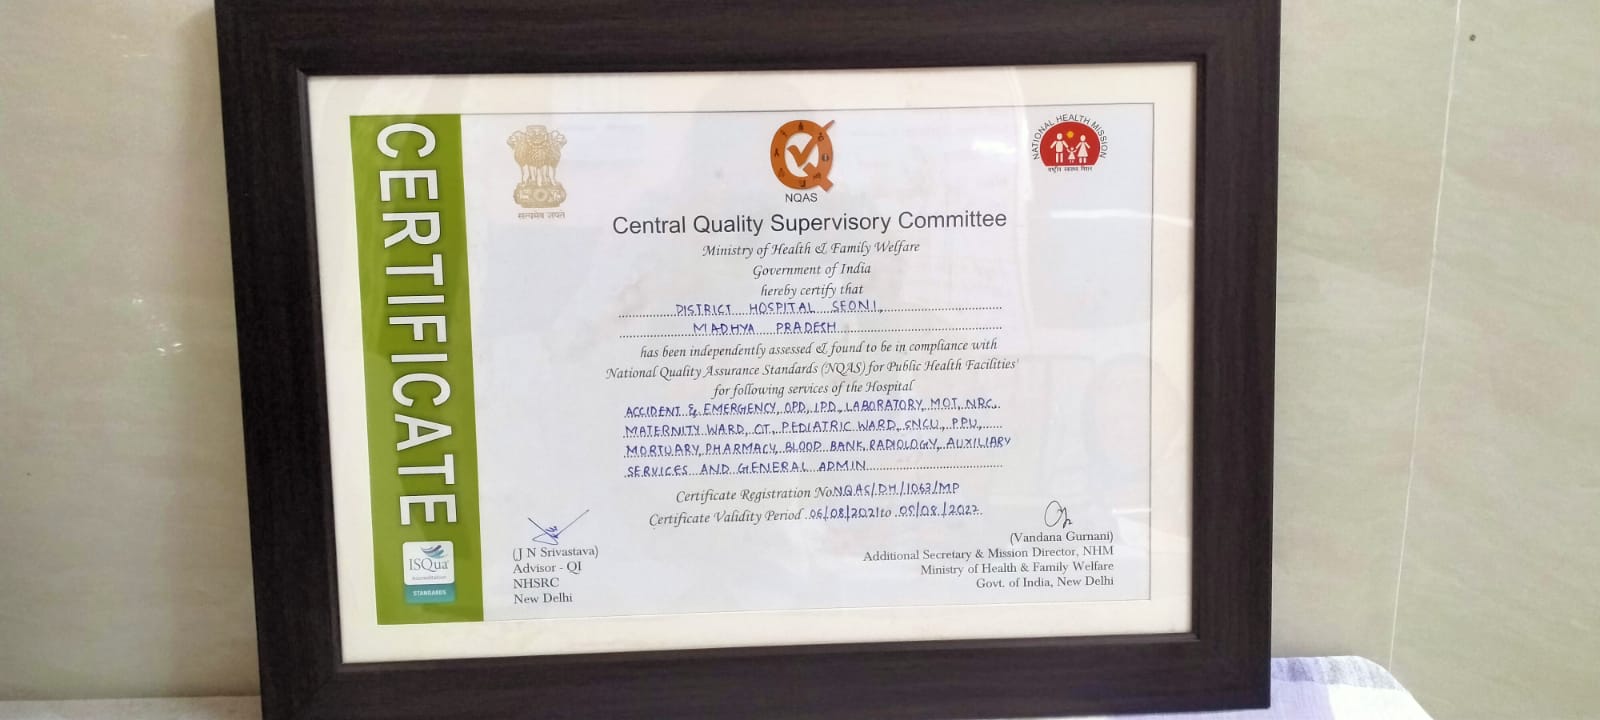 CERTIFICATE
सत्यमेव जयते
NQAS
NATIONAL HEALTH MISSION
राष्ट्रीय स्वास्थ्य मिशन
Central Quality Supervisory Committee
Ministry of Health & Family Welfare
Government of India
hereby certify that
DISTRICT HOSPITAL SEONI,
MADHYA PRADESH
has been independently assessed & found to be in compliance with
National Quality Assurance Standards (NQAS) for Public Health Facilities'
for following services of the Hospital
ACCIDENT & EMERGENCY, OPD, IPD, LABORATORY, MOT, NRC,
MATERNITY WARD, OT, PEDIATRIC WARD, SNCU, PPU,
MORTUARY, PHARMACY, BLOOD BANK, RADIOLOGY, AUXILIARY
SERVICES AND GENERAL ADMIN
Certificate Registration No NQAS/DH/1063/MP
Certificate Validity Period 06/08/2021 to 05/08/2022
(J N Srivastava)
Advisor - QI
NHSRC
New Delhi
(Vandana Gurnani)
Additional Secretary & Mission Director, NHM
Ministry of Health & Family Welfare
Govt. of India, New Delhi
ISQua
Accreditation
STANDARDS